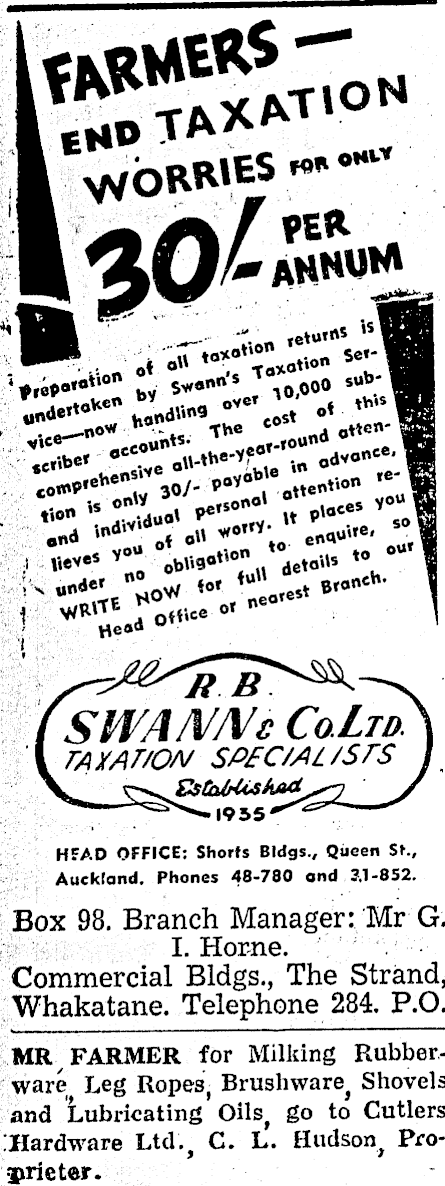 FARMERS —
END TAXATION
WORRIES FOR ONLY
30/- PER
ANNUM
Preparation of all taxation returns is
undertaken by Swann's Taxation Ser-
vice—now handling over 10,000 sub-
scriber accounts. The cost of this
comprehensive all-the-year-round atten-
tion is only 30/- payable in advance,
and individual personal attention re-
lieves you of all worry. It places you
under no obligation to enquire, so
WRITE NOW for full details to our
Head Office or nearest Branch.
R. B.
SWANN & Co. LTD.
TAXATION SPECIALISTS
Established
1935
HEAD OFFICE: Shorts Bldgs., Queen St.,
Auckland. Phones 48-780 and 31-852.
Box 98. Branch Manager: Mr G.
I. Horne.
Commercial Bldgs., The Strand,
Whakatane. Telephone 284. P.O.
MR FARMER for Milking Rubber-
ware, Leg Ropes, Brushware, Shovels
and Lubricating Oils, go to Cutlers
Hardware Ltd., C. L. Hudson, Pro-
prietor.